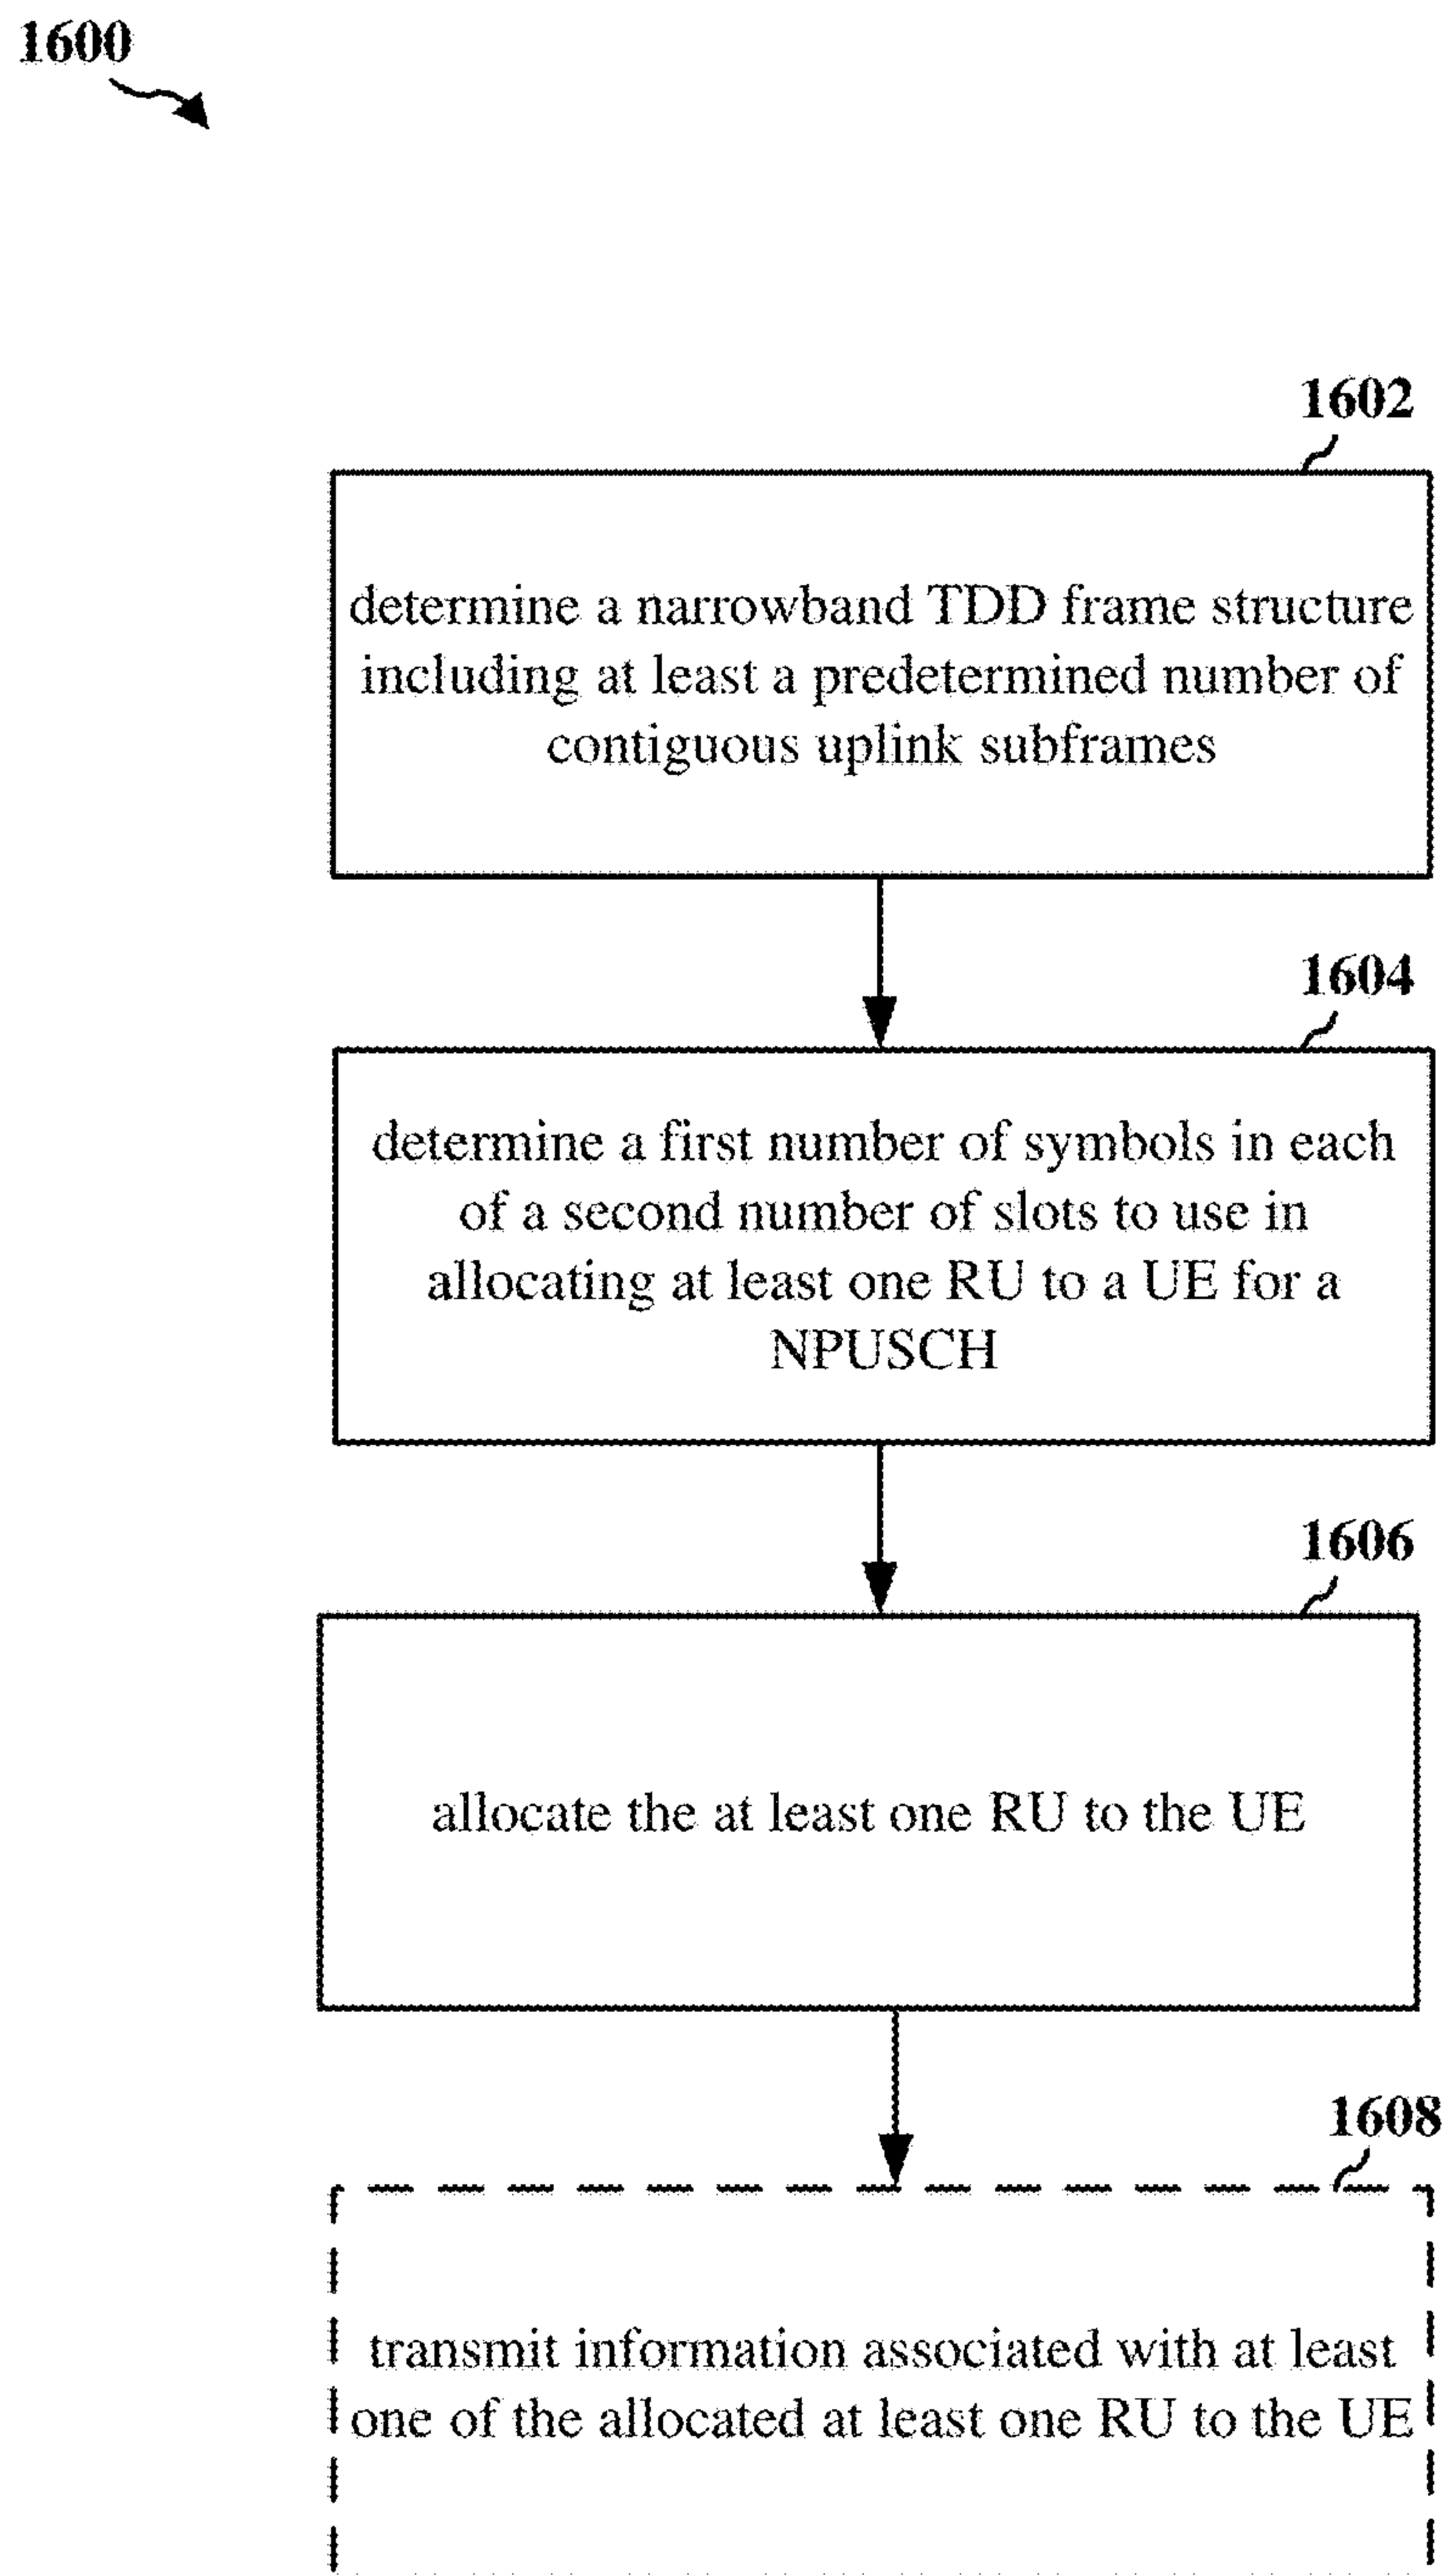 1600
1602
determine a narrowband TDD frame structure
including at least a predetermined number of
contiguous uplink subframes
1604
determine a first number of symbols in each
of a second number of slots to use in
allocating at least one RU to a UE for a
NPUSCH
1606
allocate the at least one RU to the UE
1608
transmit information associated with at least
one of the allocated at least one RU to the UE